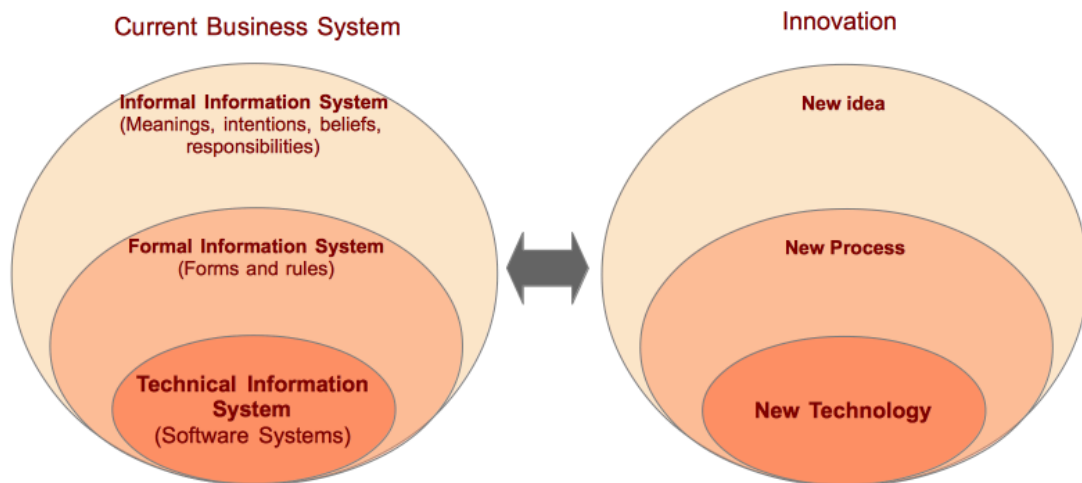 Current Business System
Informal Information System
(Meanings, intentions, beliefs,
responsibilities)
Formal Information System
(Forms and rules)
Technical Information
System
(Software Systems)
Innovation
New idea
New Process
New Technology